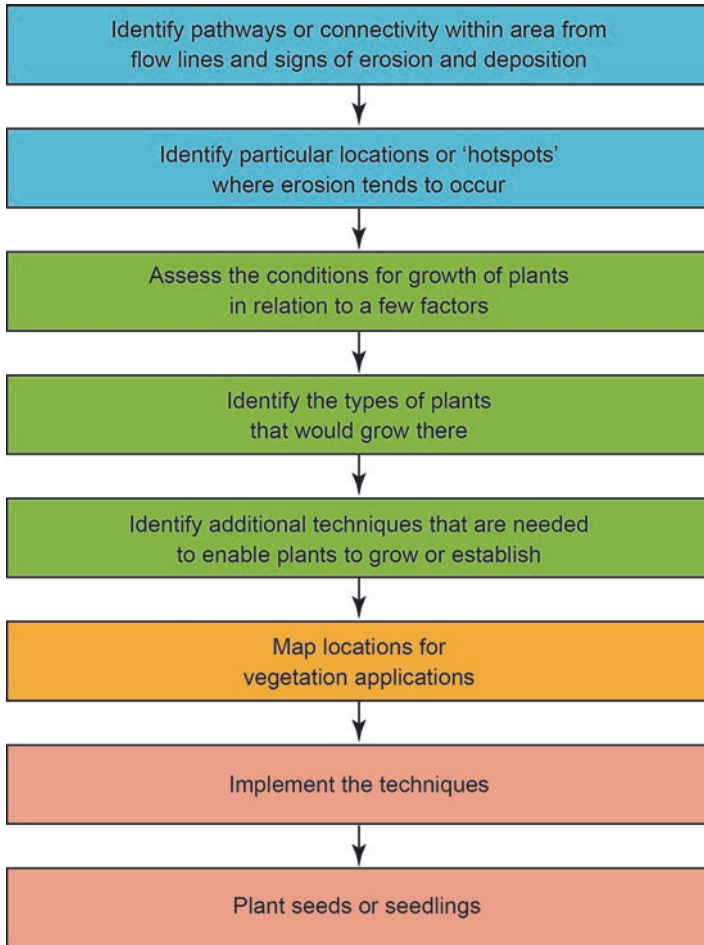 Identify pathways or connectivity within area from
flow lines and signs of erosion and deposition
Identify particular locations or ‘hotspots’
where erosion tends to occur
Assess the conditions for growth of plants
in relation to a few factors
Identify the types of plants
that would grow there
Identify additional techniques that are needed
to enable plants to grow or establish
Map locations for
vegetation applications
Implement the techniques
Plant seeds or seedlings